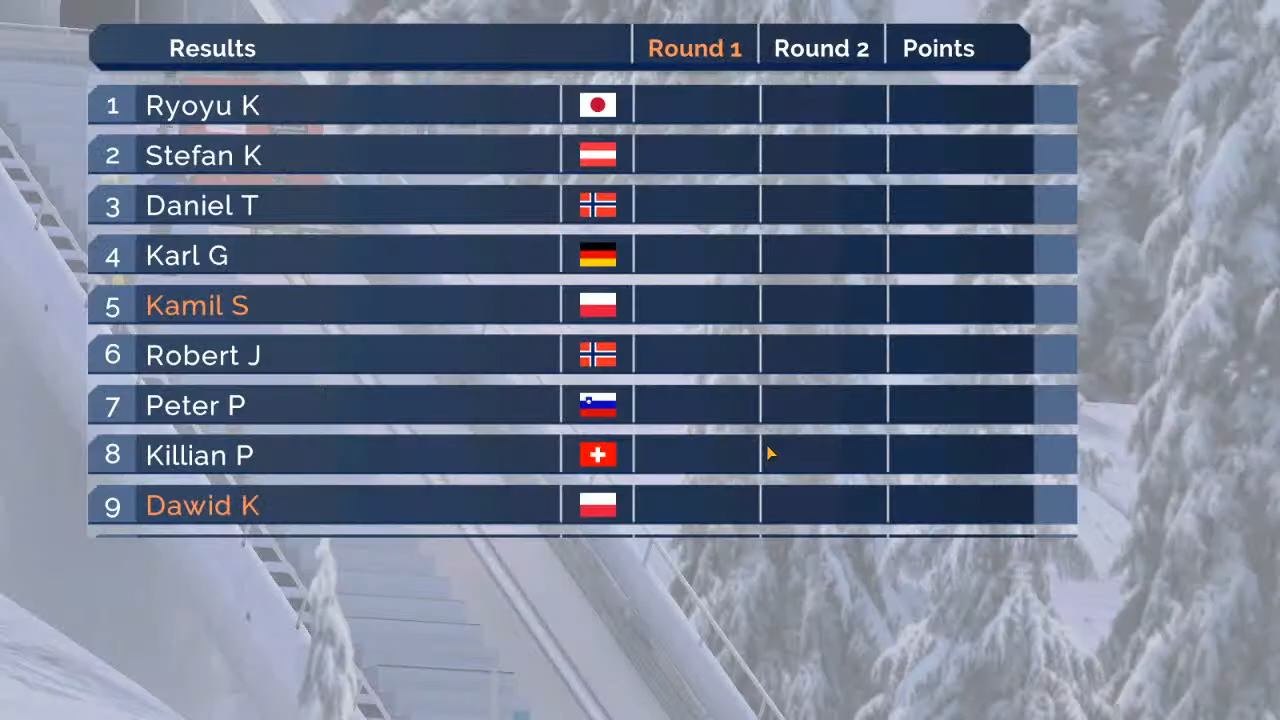 Results Round 1 Round 2 Points
1 Ryoyu K
2 Stefan K
3 Daniel T
4 Karl G
5 Kamil S
6 Robert J
7 Peter P
8 Killian P
9 Dawid K